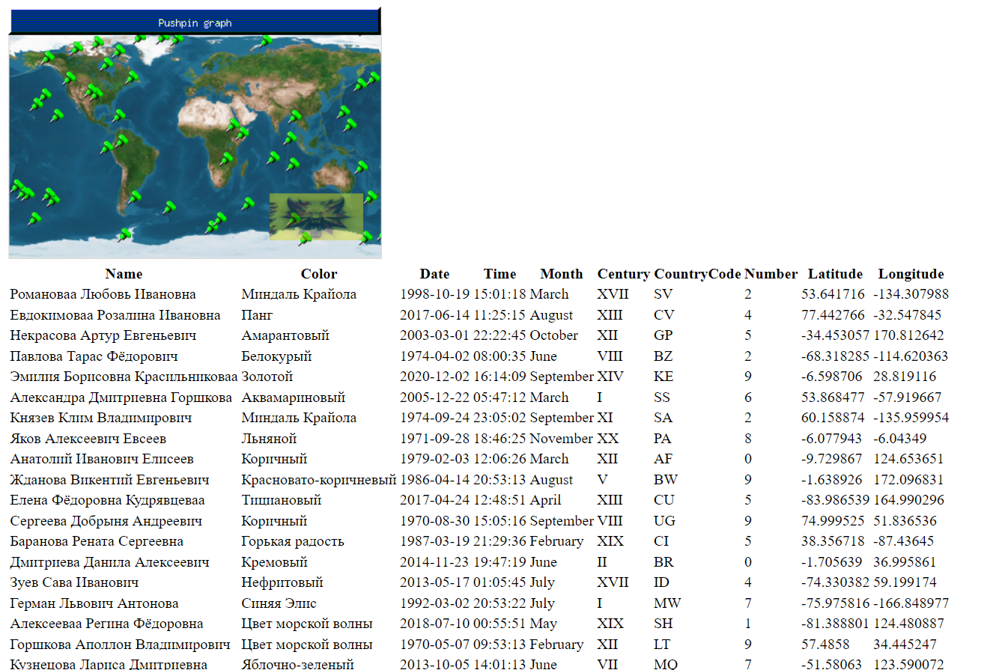 Pushpin graph
Name Color Date Time Month Century CountryCode Number Latitude Longitude
Романоваа Любовь Ивановна Миндаль Крайола 1998-10-19 15:01:18 March XVII SV 2 53.641716 -134.307988
Евдокимоваа Розалина Ивановна Панг 2017-06-14 11:25:15 August XIII CV 4 77.442766 -32.547845
Некрасова Артур Евгеньевич Амарантовый 2003-03-01 22:22:45 October XII GP 5 -34.453057 170.812642
Павлова Тарас Фёдорович Белокурый 1974-04-02 08:00:35 June VIII BZ 2 -68.318285 -114.620363
Эмилия Борисовна Красильниковаа Золотой 2020-12-02 16:14:09 September XIV KE 9 -6.598706 28.819116
Александра Дмитриевна Горшкова Аквамариновый 2005-12-22 05:47:12 March I SS 6 53.868477 -57.919667
Князев Клим Владимирович Миндаль Крайола 1974-09-24 23:05:02 September XI SA 2 60.158874 -135.959954
Яков Алексеевич Евсеев Льняной 1971-09-28 18:46:25 November XX PA 8 -6.077943 -6.04349
Анатолий Иванович Елисеев Коричный 1979-02-03 12:06:26 March XII AF 0 -9.729867 124.653651
Жданова Викентий Евгеньевич Красновато-коричневый 1986-04-14 20:53:13 August V BW 9 -1.638926 172.096831
Елена Фёдоровна Кудрявцеваа Тициановый 2017-04-24 12:48:51 April XIII CU 5 -83.986539 164.990296
Сергеева Добрыня Андреевич Коричный 1970-08-30 15:05:16 September VIII UG 9 74.999525 51.836536
Баранова Рената Сергеевна Горькая радость 1987-03-19 21:29:36 February XIX CI 5 38.356718 -87.43645
Дмитриева Данила Алексеевич Кремовый 2014-11-23 19:47:19 June II BR 0 -1.705639 36.995861
Зуев Сава Иванович Нефритовый 2013-05-17 01:05:45 July XVII ID 4 -74.330382 59.199174
Герман Львович Антонова Синяя Элис 1992-03-02 20:53:22 July I MW 7 -75.975816 -166.848977
Алексееваа Регина Фёдоровна Цвет морской волны 2018-07-10 00:55:51 May XIX SH 1 -81.388801 124.480887
Горшкова Аполлон Владимирович Цвет морской волны 1970-05-07 09:53:13 February XII LT 9 57.4858 34.445247
Кузнецова Лариса Дмитриевна Яблочно-зеленый 2013-10-05 14:01:13 June VII MQ 7 -51.58063 123.590072